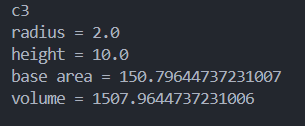 c3
radius = 2.0
height = 10.0
base area = 150.79644737231007
volume = 1507.9644737231006